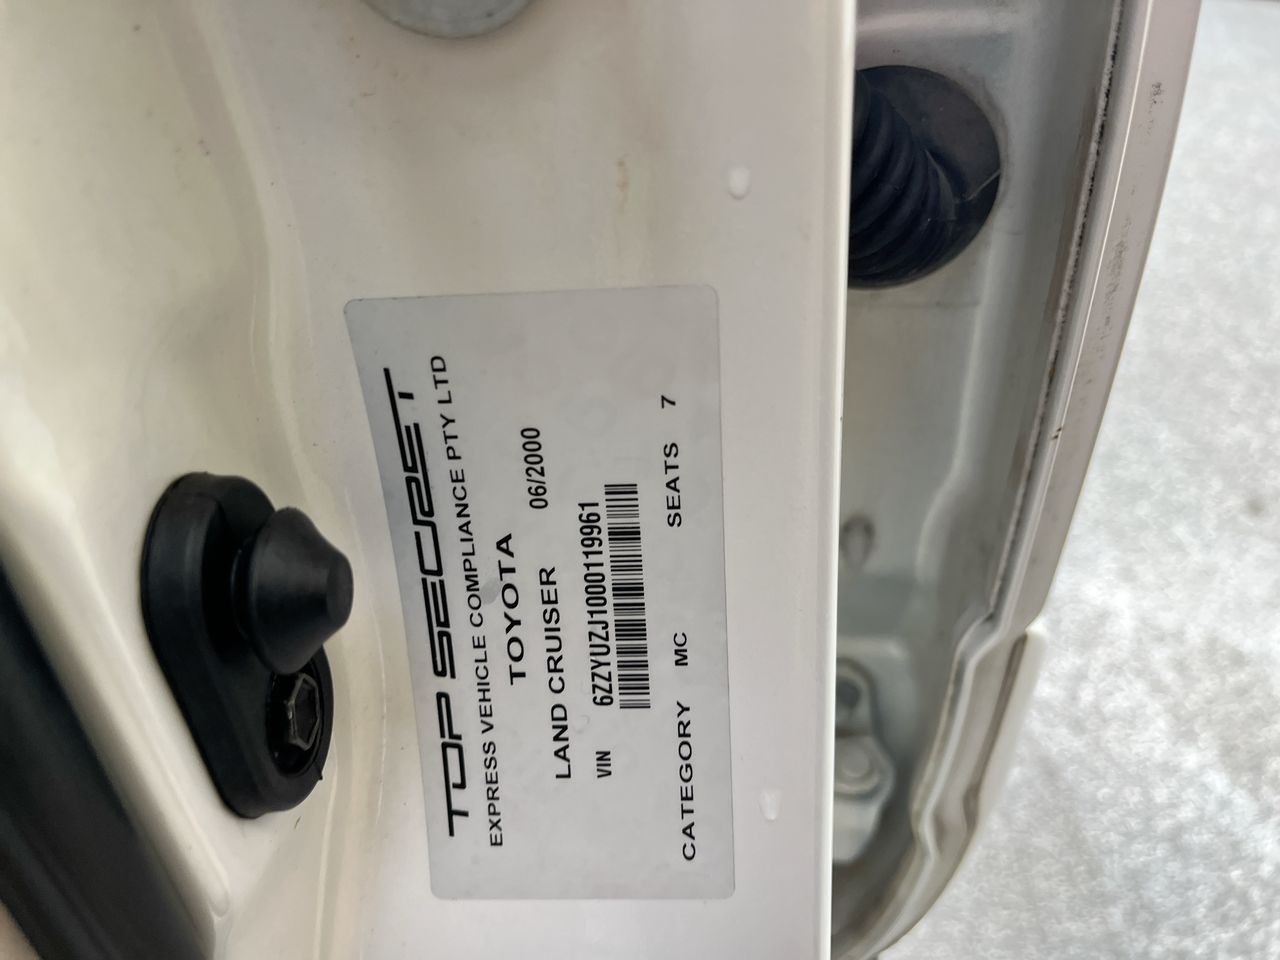 TOP SECRET
EXPRESS VEHICLE COMPLIANCE PTY LTD
TOYOTA
LAND CRUISER 06/2000
VIN 6ZZYUZJ1000119961
CATEGORY MC SEATS 7